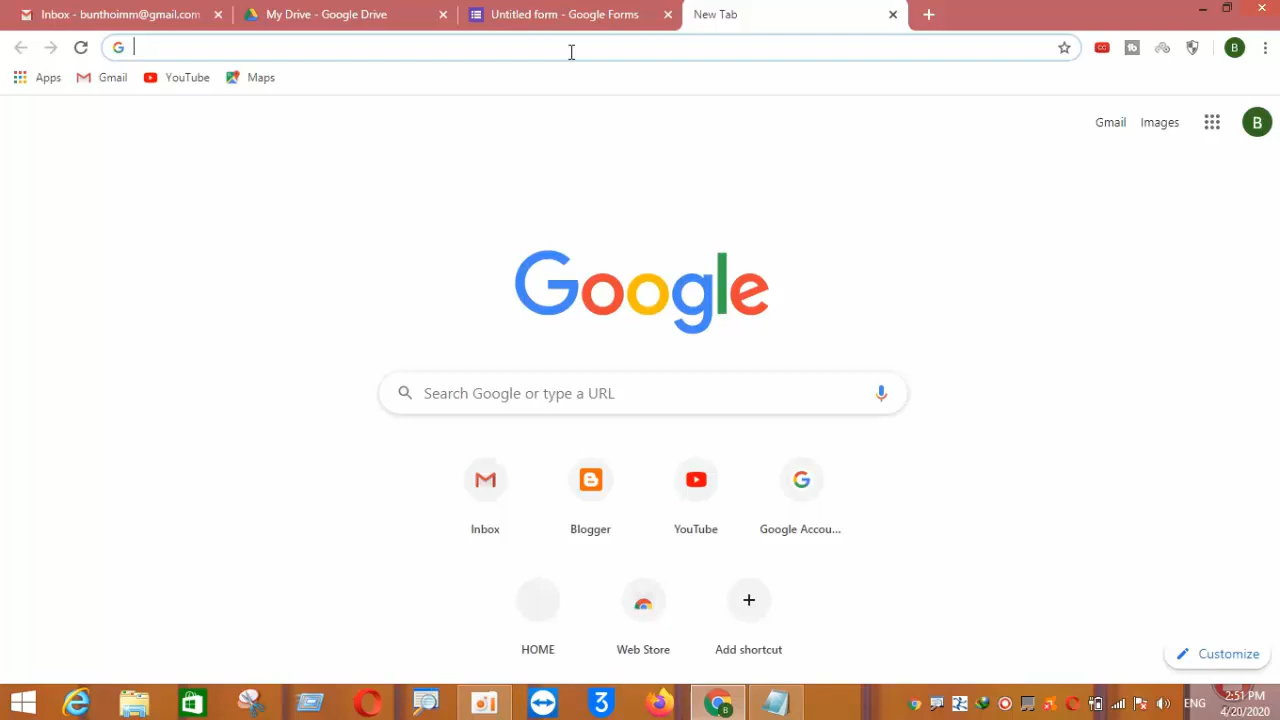 Inbox - bunthoimm@gmail.com
My Drive - Google Drive
Untitled form - Google Forms
New Tab
Apps
Gmail
YouTube
Maps
Gmail
Images
B
B
Google
Search Google or type a URL
Inbox
Blogger
YouTube
Google Accou...
HOME
Web Store
Add shortcut
Customize
ENG
2:51 PM
4/20/2020